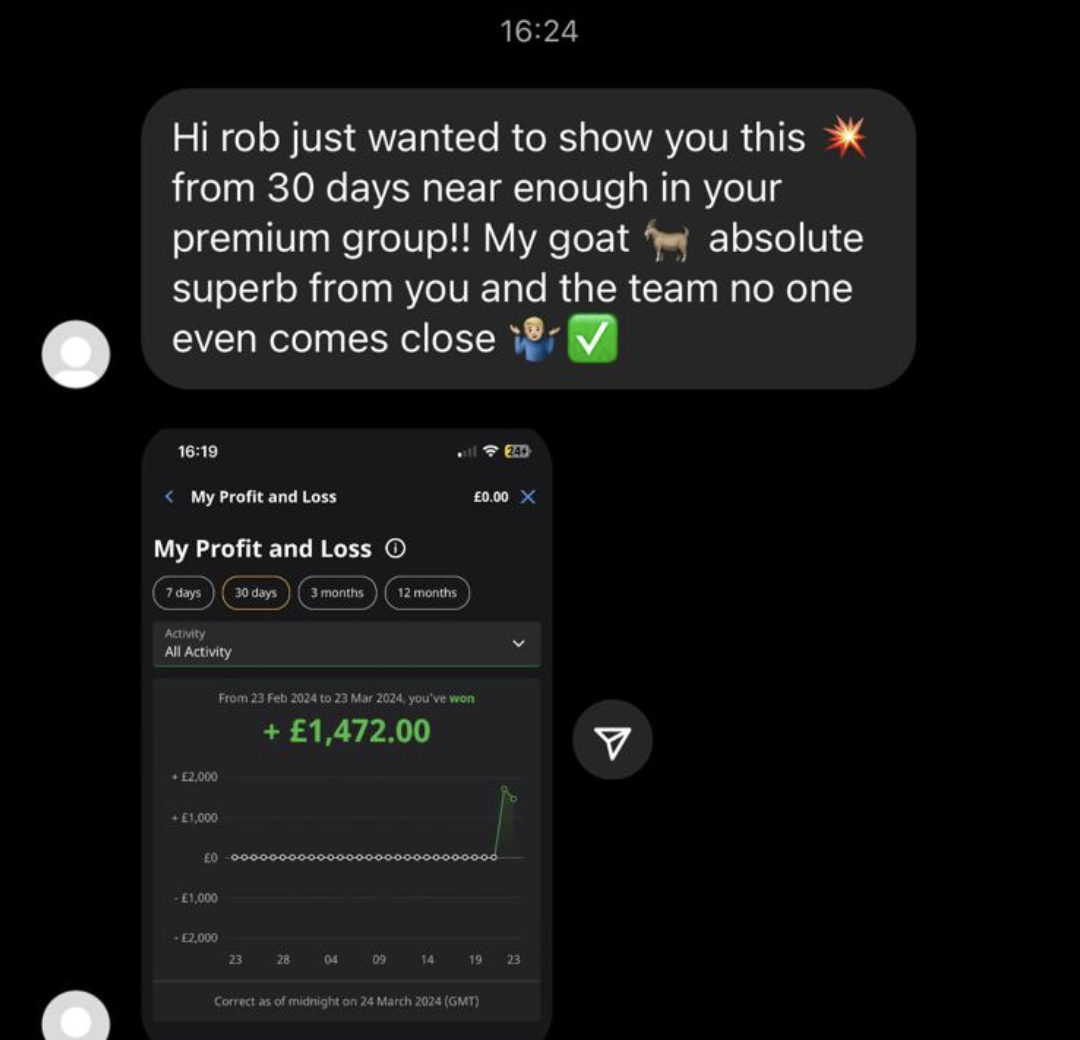 16:24
Hi rob just wanted to show you this 💥
from 30 days near enough in your
premium group!! My goat 🐐 absolute
superb from you and the team no one
even comes close 🤷🏼‍♂️ ✅
16:19
24
My Profit and Loss £0.00
My Profit and Loss
7 days 30 days 3 months 12 months
Activity
All Activity
From 23 Feb 2024 to 23 Mar 2024, you've won
+ £1,472.00
+ £2,000
+ £1,000
£0
- £1,000
- £2,000
23 28 04 09 14 19 23
Correct as of midnight on 24 March 2024 (GMT)